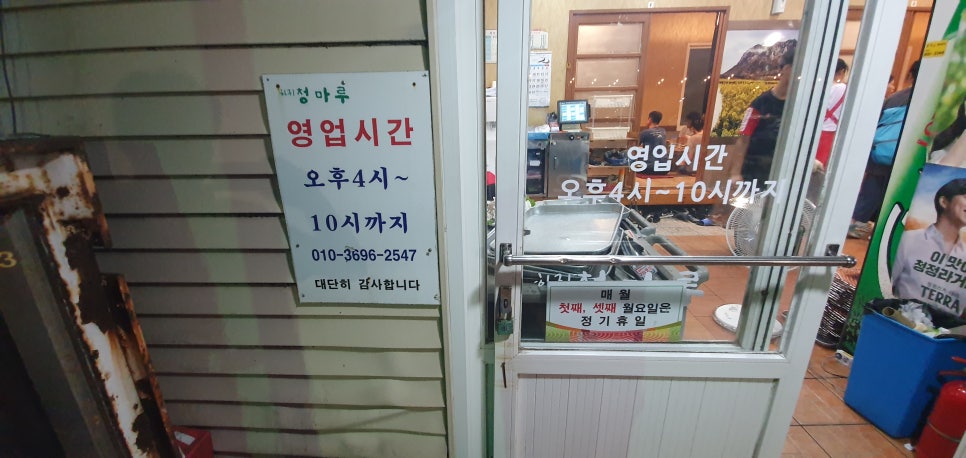 청마루
영업시간
오후4시~
10시까지
010-3696-2547
대단히 감사합니다
영입시간
오후4시~10시까지
매 월
첫째, 셋째 월요일은
정 기 휴 일
이 맛이
청정라거
TERRA
3